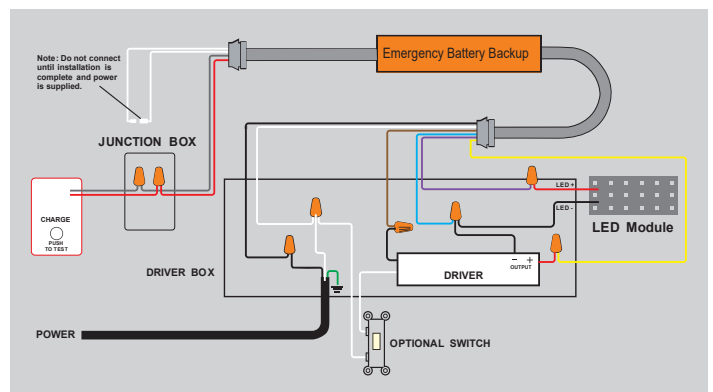 Emergency Battery Backup
Note: Do not connect
until installation is
complete and power
is supplied.
JUNCTION BOX
LED +
LED -
LED Module
CHARGE
PUSH
TO TEST
DRIVER BOX
- +
OUTPUT
DRIVER
POWER
OPTIONAL SWITCH